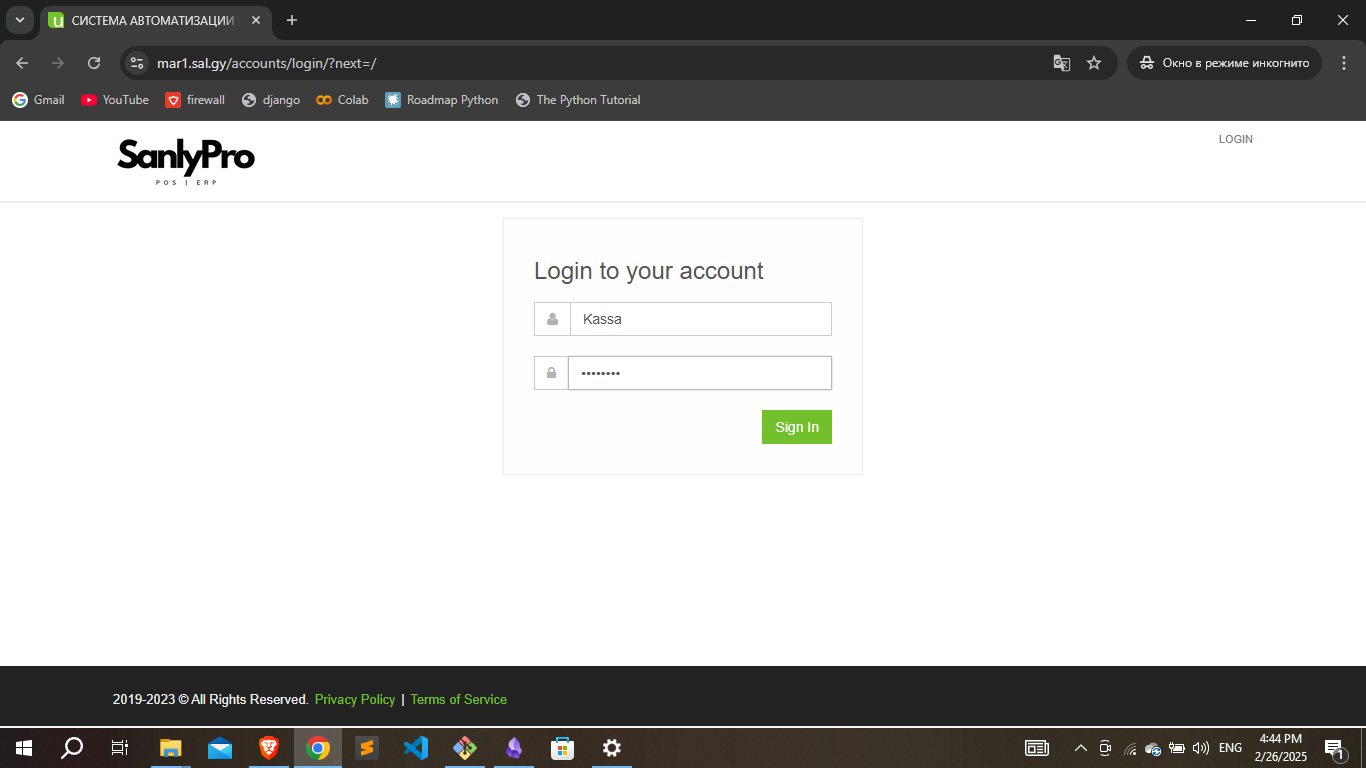 СИСТЕМА АВТОМАТИЗАЦИИ
mar1.sal.gy/accounts/login/?next=/
Окно в режиме инкогнито
Gmail
YouTube
firewall
django
Colab
Roadmap Python
The Python Tutorial
SanlyPro
POS | ERP
LOGIN
Login to your account
Kassa
••••••••
Sign In
2019-2023 © All Rights Reserved. Privacy Policy | Terms of Service
ENG
4:44 PM
2/26/2025
1